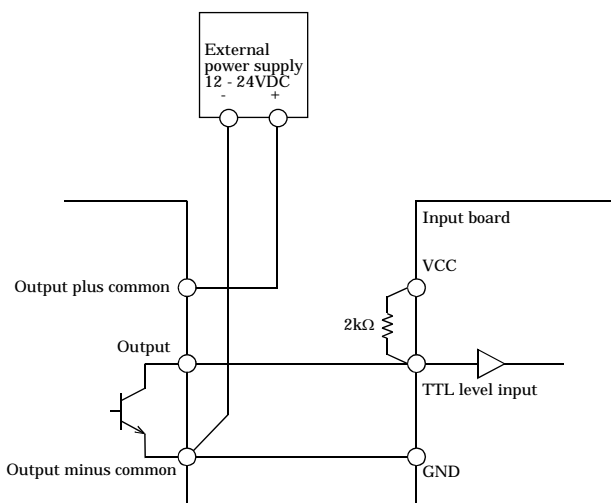 External
power supply
12 - 24VDC
- +
Input board
VCC
Output plus common
2kΩ
Output
TTL level input
Output minus common
GND